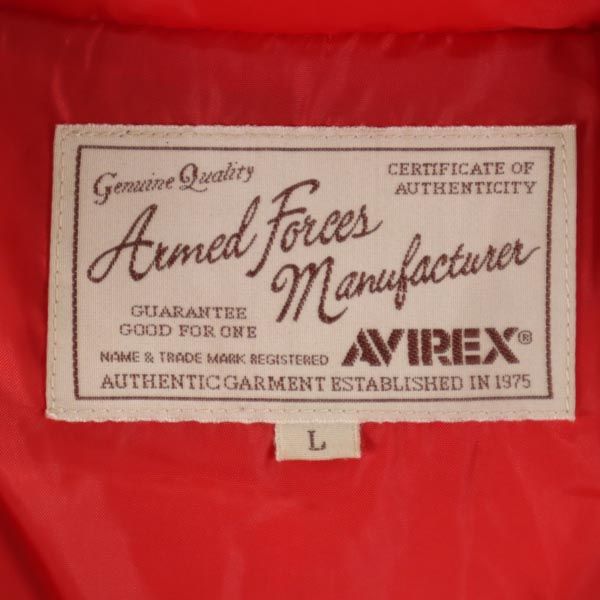 Genuine Quality
CERTIFICATE OF
AUTHENTICITY
Armed Forces
Manufacturer
GUARANTEE
GOOD FOR ONE
NAME & TRADE MARK REGISTERED
AVIREX®
AUTHENTIC GARMENT ESTABLISHED IN 1975
L